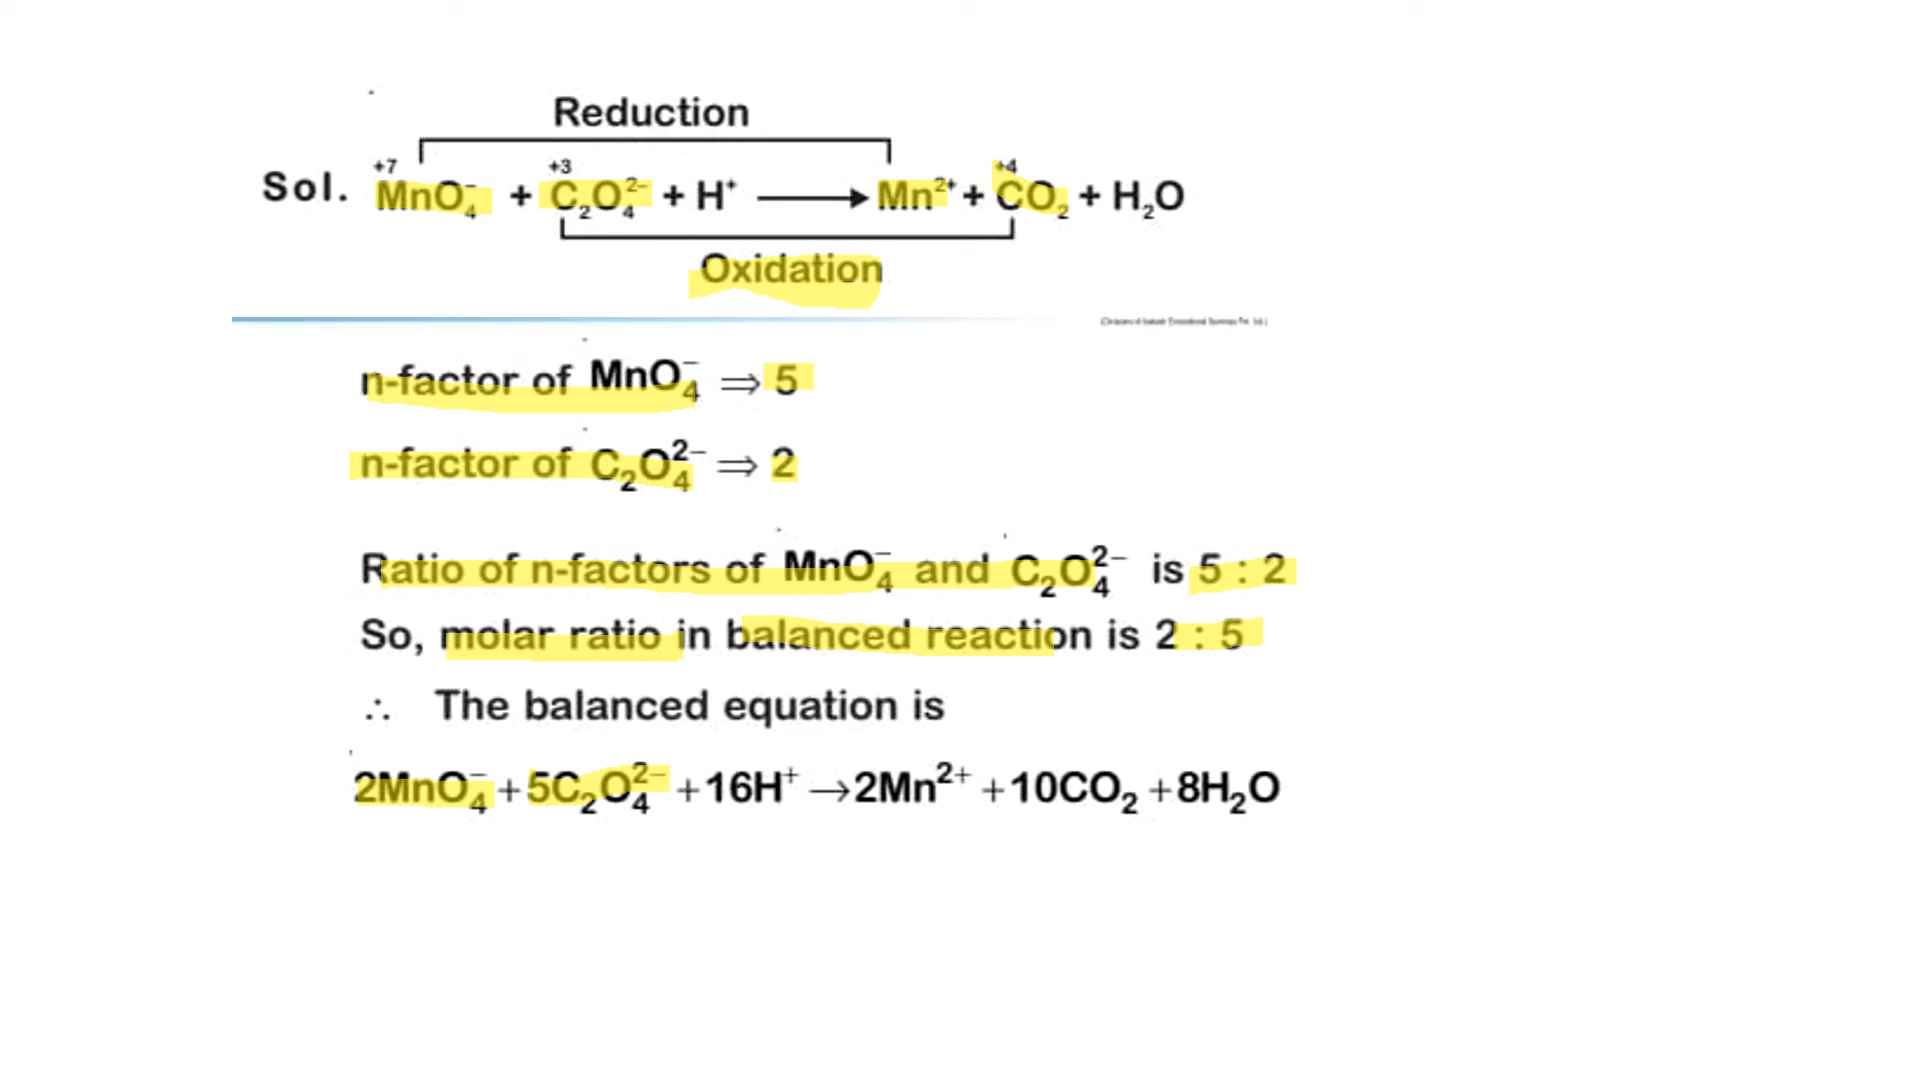 Reduction
+7 +3 +4
Sol. MnO₄⁻ + C₂O₄²⁻ + H⁺ ⟶ Mn²⁺ + CO₂ + H₂O
Oxidation
n-factor of MnO₄⁻ ⇒ 5
n-factor of C₂O₄²⁻ ⇒ 2
Ratio of n-factors of MnO₄⁻ and C₂O₄²⁻ is 5 : 2
So, molar ratio in balanced reaction is 2 : 5
∴ The balanced equation is
2MnO₄⁻ + 5C₂O₄²⁻ + 16H⁺ → 2Mn²⁺ + 10CO₂ + 8H₂O